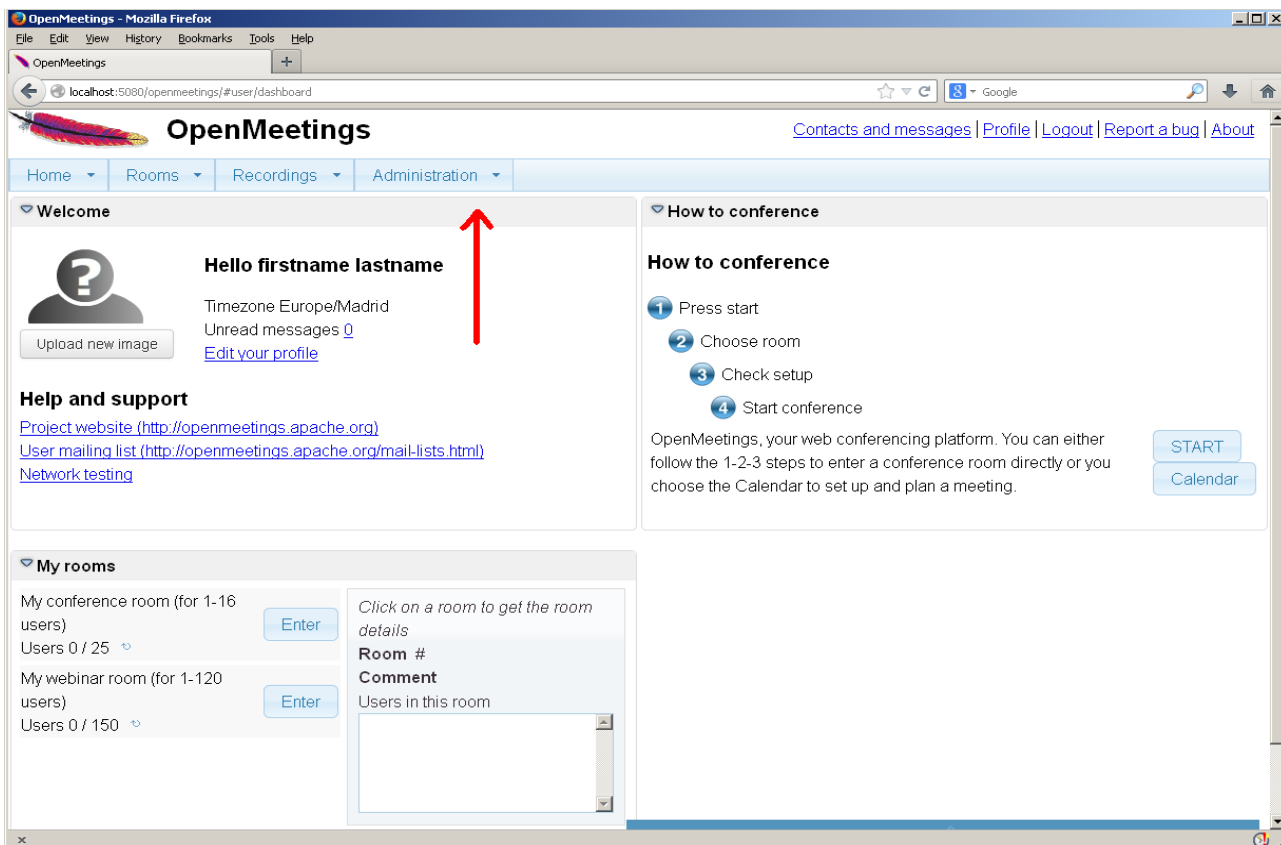 OpenMeetings - Mozilla Firefox
File Edit View History Bookmarks Tools Help
OpenMeetings +
localhost:5080/openmeetings/#user/dashboard
8 Google
OpenMeetings
Contacts and messages | Profile | Logout | Report a bug | About
Home Rooms Recordings Administration
Welcome
?
Upload new image
Hello firstname lastname
Timezone Europe/Madrid
Unread messages 0
Edit your profile
Help and support
Project website (http://openmeetings.apache.org)
User mailing list (http://openmeetings.apache.org/mail-lists.html)
Network testing
How to conference
How to conference
1 Press start
2 Choose room
3 Check setup
4 Start conference
OpenMeetings, your web conferencing platform. You can either
follow the 1-2-3 steps to enter a conference room directly or you
choose the Calendar to set up and plan a meeting.
START
Calendar
My rooms
My conference room (for 1-16
users)
Users 0 / 25
Enter
My webinar room (for 1-120
users)
Users 0 / 150
Enter
Click on a room to get the room
details
Room #
Comment
Users in this room